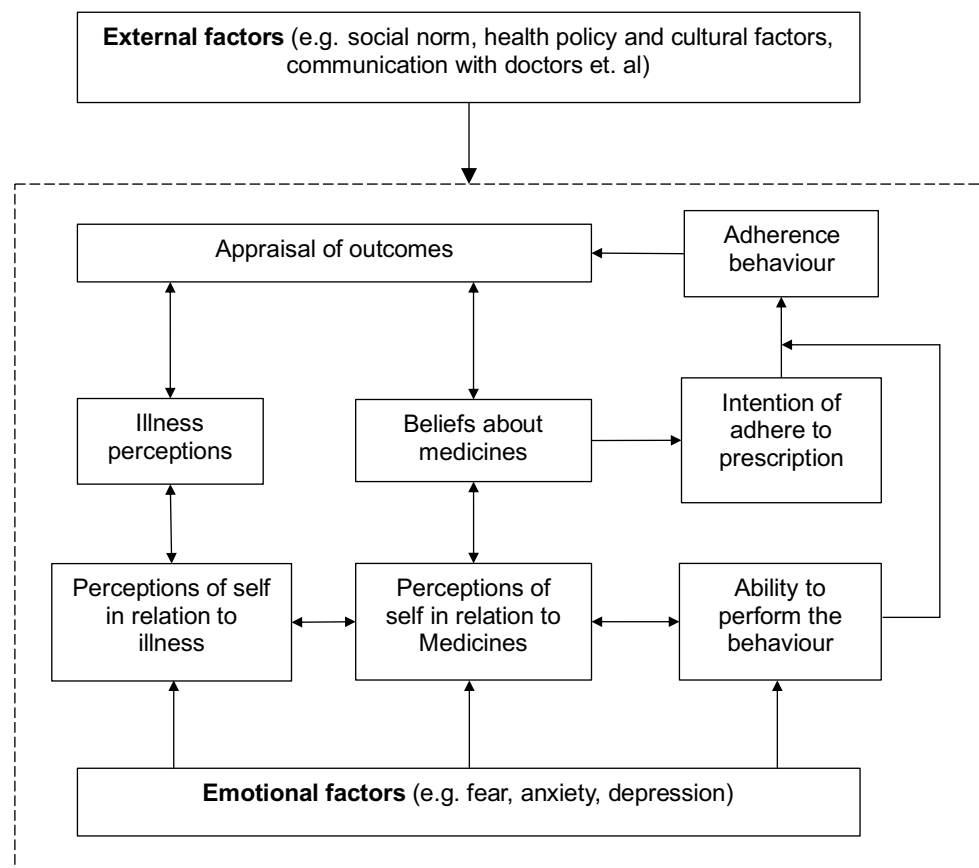 External factors (e.g. social norm, health policy and cultural factors,
communication with doctors et. al)
Appraisal of outcomes
Adherence
behaviour
Illness
perceptions
Beliefs about
medicines
Intention of
adhere to
prescription
Perceptions of self
in relation to
illness
Perceptions of
self in relation to
Medicines
Ability to
perform the
behaviour
Emotional factors (e.g. fear, anxiety, depression)